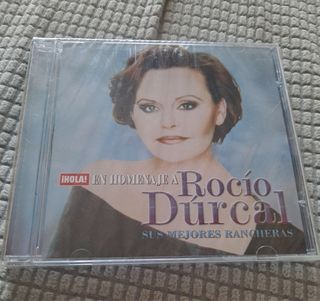 ¡HOLA! EN HOMENAJE A Rocío
Dúrcal
SUS MEJORES RANCHERAS